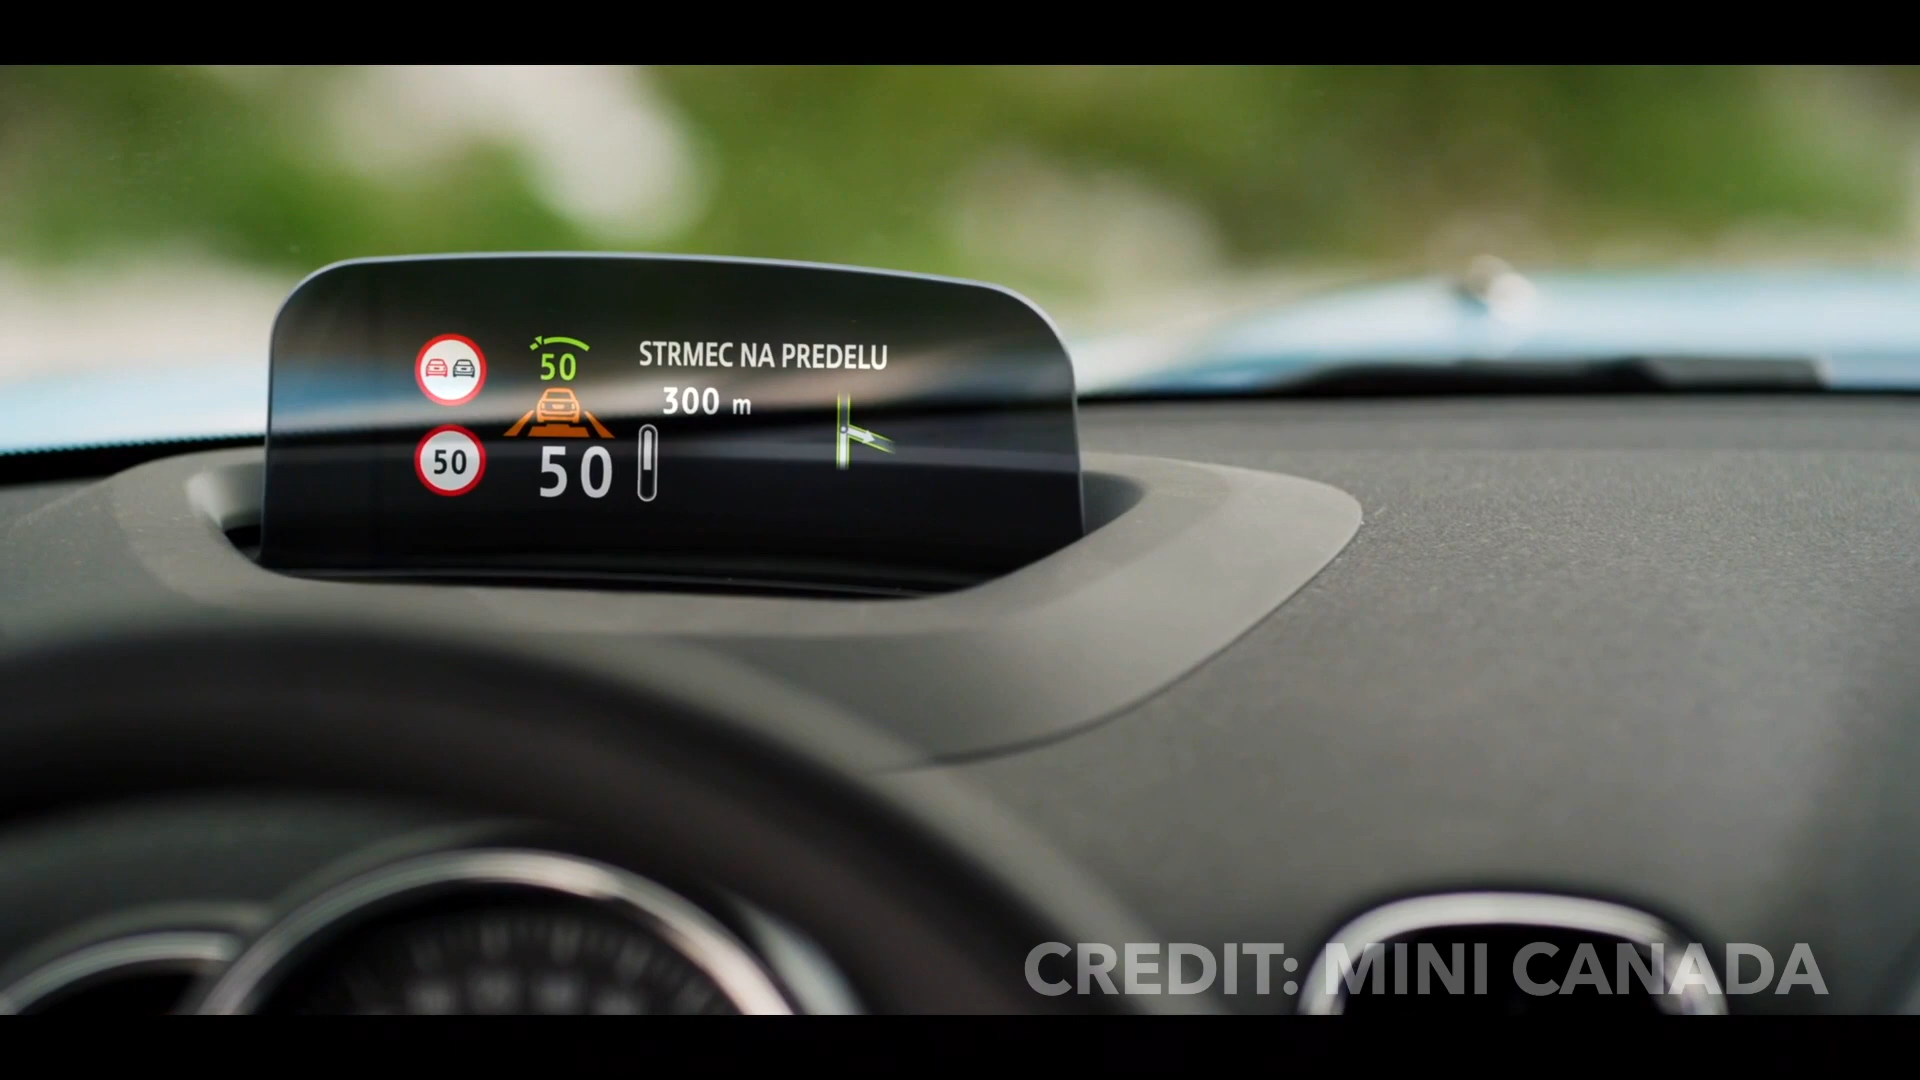 50
STRMEC NA PREDELU
300 m
50
50
CREDIT: MINI CANADA